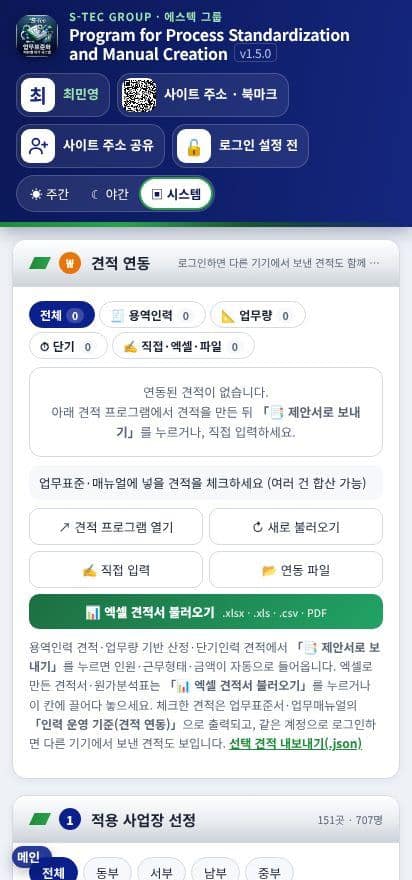 S-TEC GROUP · 에스텍 그룹
Program for Process Standardization
and Manual Creation v1.5.0
최 최민영 사이트 주소 · 북마크
사이트 주소 공유 로그인 설정 전
주간 야간 시스템
₩ 견적 연동 로그인하면 다른 기기에서 보낸 견적도 함께 ⋯
전체 0 용역인력 0 업무량 0
단기 0 직접·엑셀·파일 0
연동된 견적이 없습니다.
아래 견적 프로그램에서 견적을 만든 뒤 「📑 제안서로 보내
기」를 누르거나, 직접 입력하세요.
업무표준·매뉴얼에 넣을 견적을 체크하세요 (여러 건 합산 가능)
↗ 견적 프로그램 열기 ↻ 새로 불러오기
✍ 직접 입력 📂 연동 파일
📊 엑셀 견적서 불러오기 .xlsx · .xls · .csv · PDF
용역인력 견적·업무량 기반 산정·단기인력 견적에서 「📑 제안서로 보
내기」를 누르면 인원·근무형태·금액이 자동으로 들어옵니다. 엑셀로
만든 견적서·원가분석표는 「📊 엑셀 견적서 불러오기」를 누르거나
이 칸에 끌어다 놓으세요. 체크한 견적은 업무표준서·업무매뉴얼의
「인력 운영 기준(견적 연동)」으로 출력되고, 같은 계정으로 로그인하
면 다른 기기에서 보낸 견적도 보입니다. 선택 견적 내보내기(.json)
1 적용 사업장 선정 151곳 · 707명
메인
전체 동부 서부 남부 중부